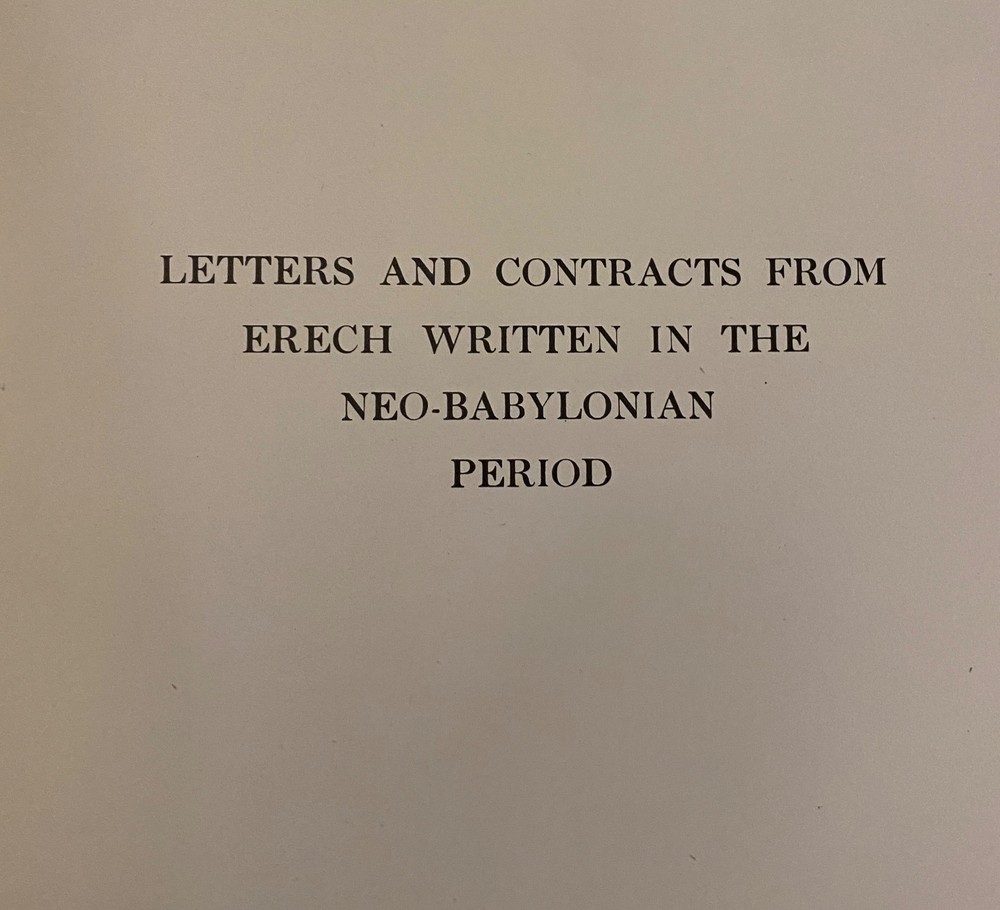 LETTERS AND CONTRACTS FROM
ERECH WRITTEN IN THE
NEO-BABYLONIAN
PERIOD